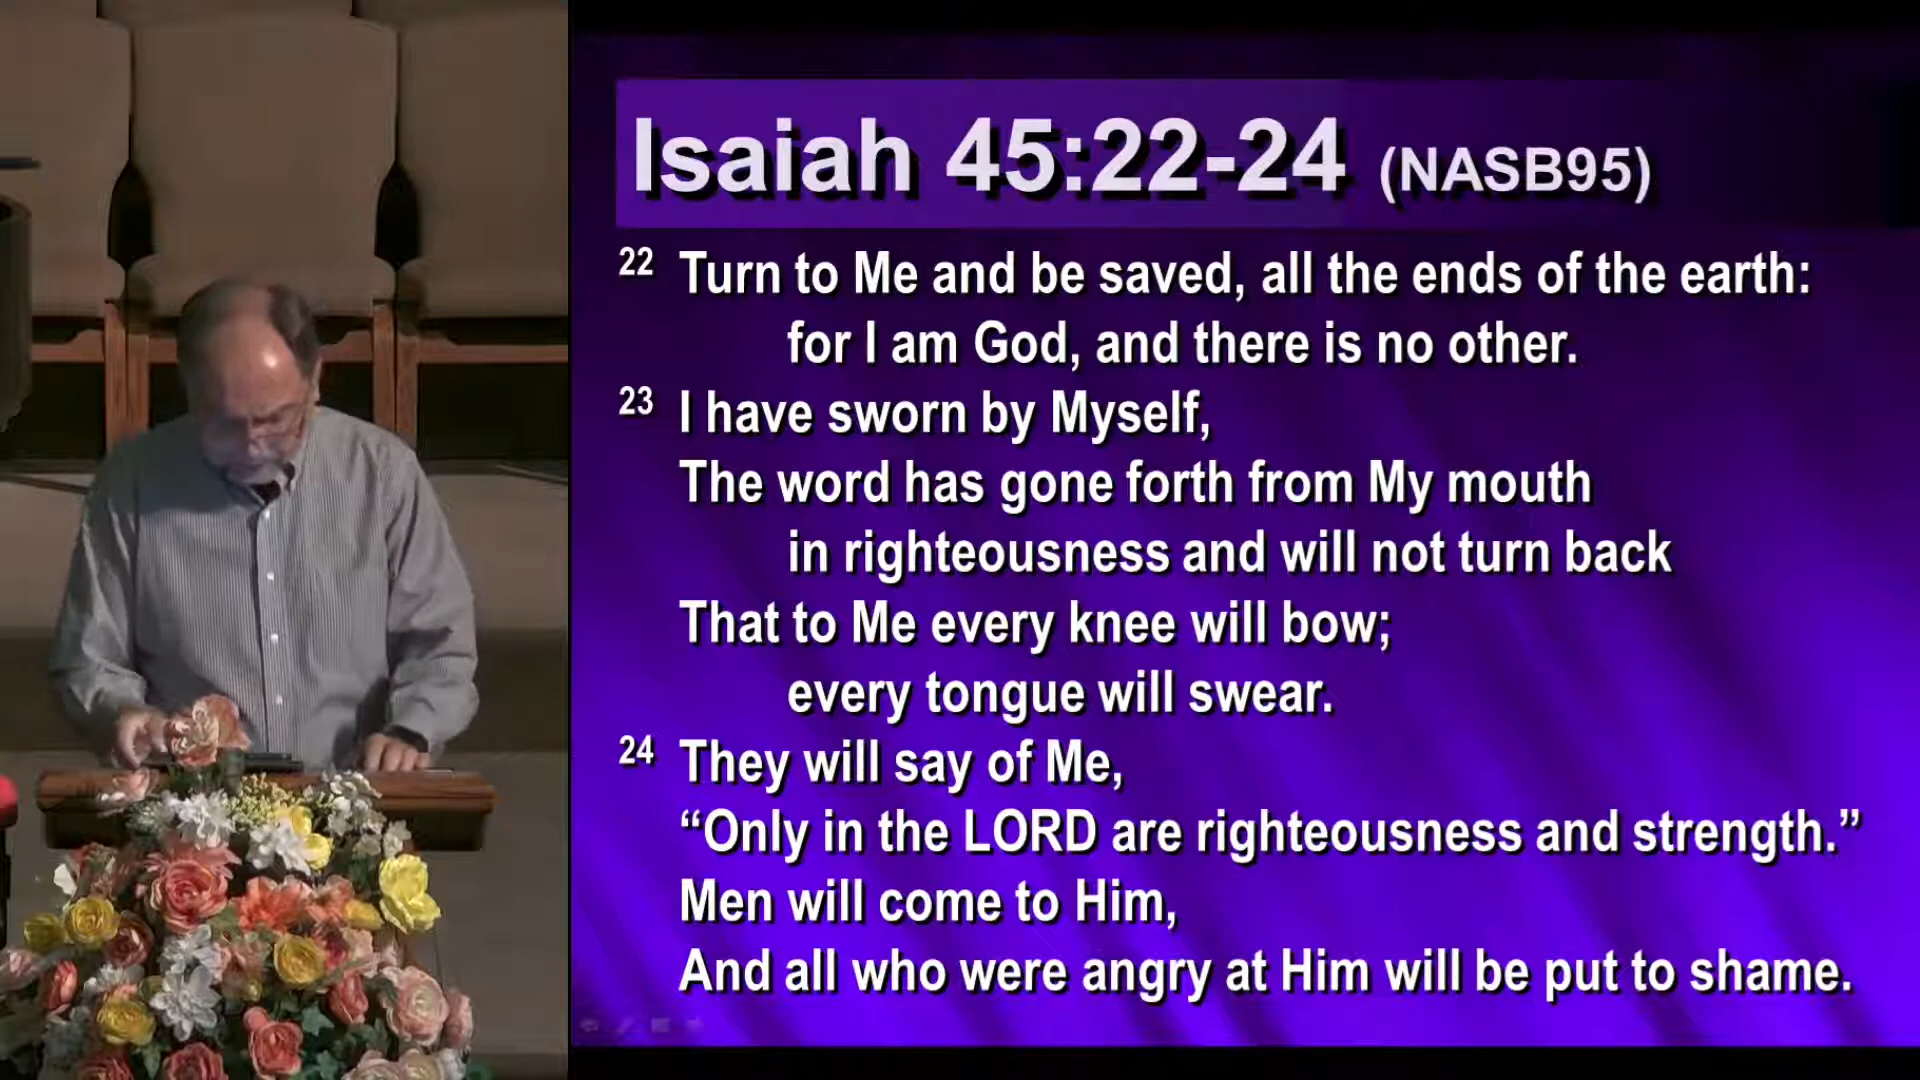 Isaiah 45:22-24 (NASB95)
22 Turn to Me and be saved, all the ends of the earth:
for I am God, and there is no other.
23 I have sworn by Myself,
The word has gone forth from My mouth
in righteousness and will not turn back
That to Me every knee will bow;
every tongue will swear.
24 They will say of Me,
“Only in the LORD are righteousness and strength.”
Men will come to Him,
And all who were angry at Him will be put to shame.